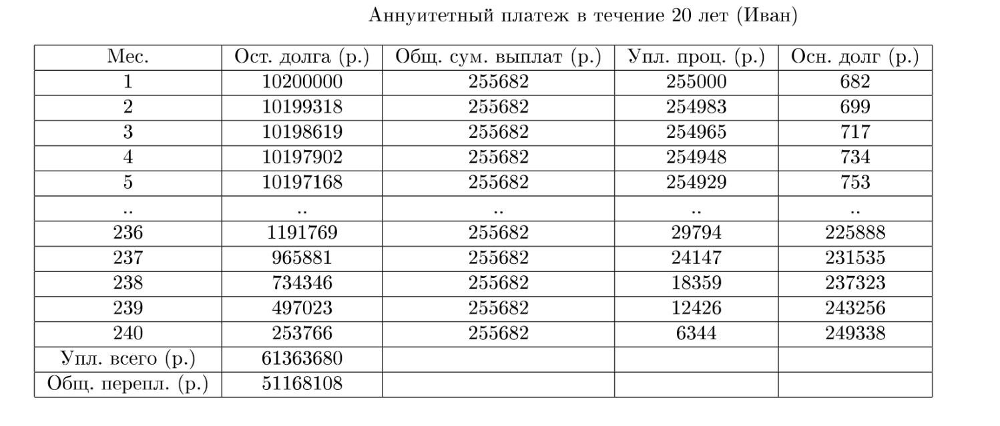 Аннуитетный платеж в течение 20 лет (Иван)
Мес. Ост. долга (р.) Общ. сум. выплат (р.) Упл. проц. (р.) Осн. долг (р.)
1 10200000 255682 255000 682
2 10199318 255682 254983 699
3 10198619 255682 254965 717
4 10197902 255682 254948 734
5 10197168 255682 254929 753
.. .. .. .. ..
236 1191769 255682 29794 225888
237 965881 255682 24147 231535
238 734346 255682 18359 237323
239 497023 255682 12426 243256
240 253766 255682 6344 249338
Упл. всего (р.) 61363680
Общ. перепл. (р.) 51168108